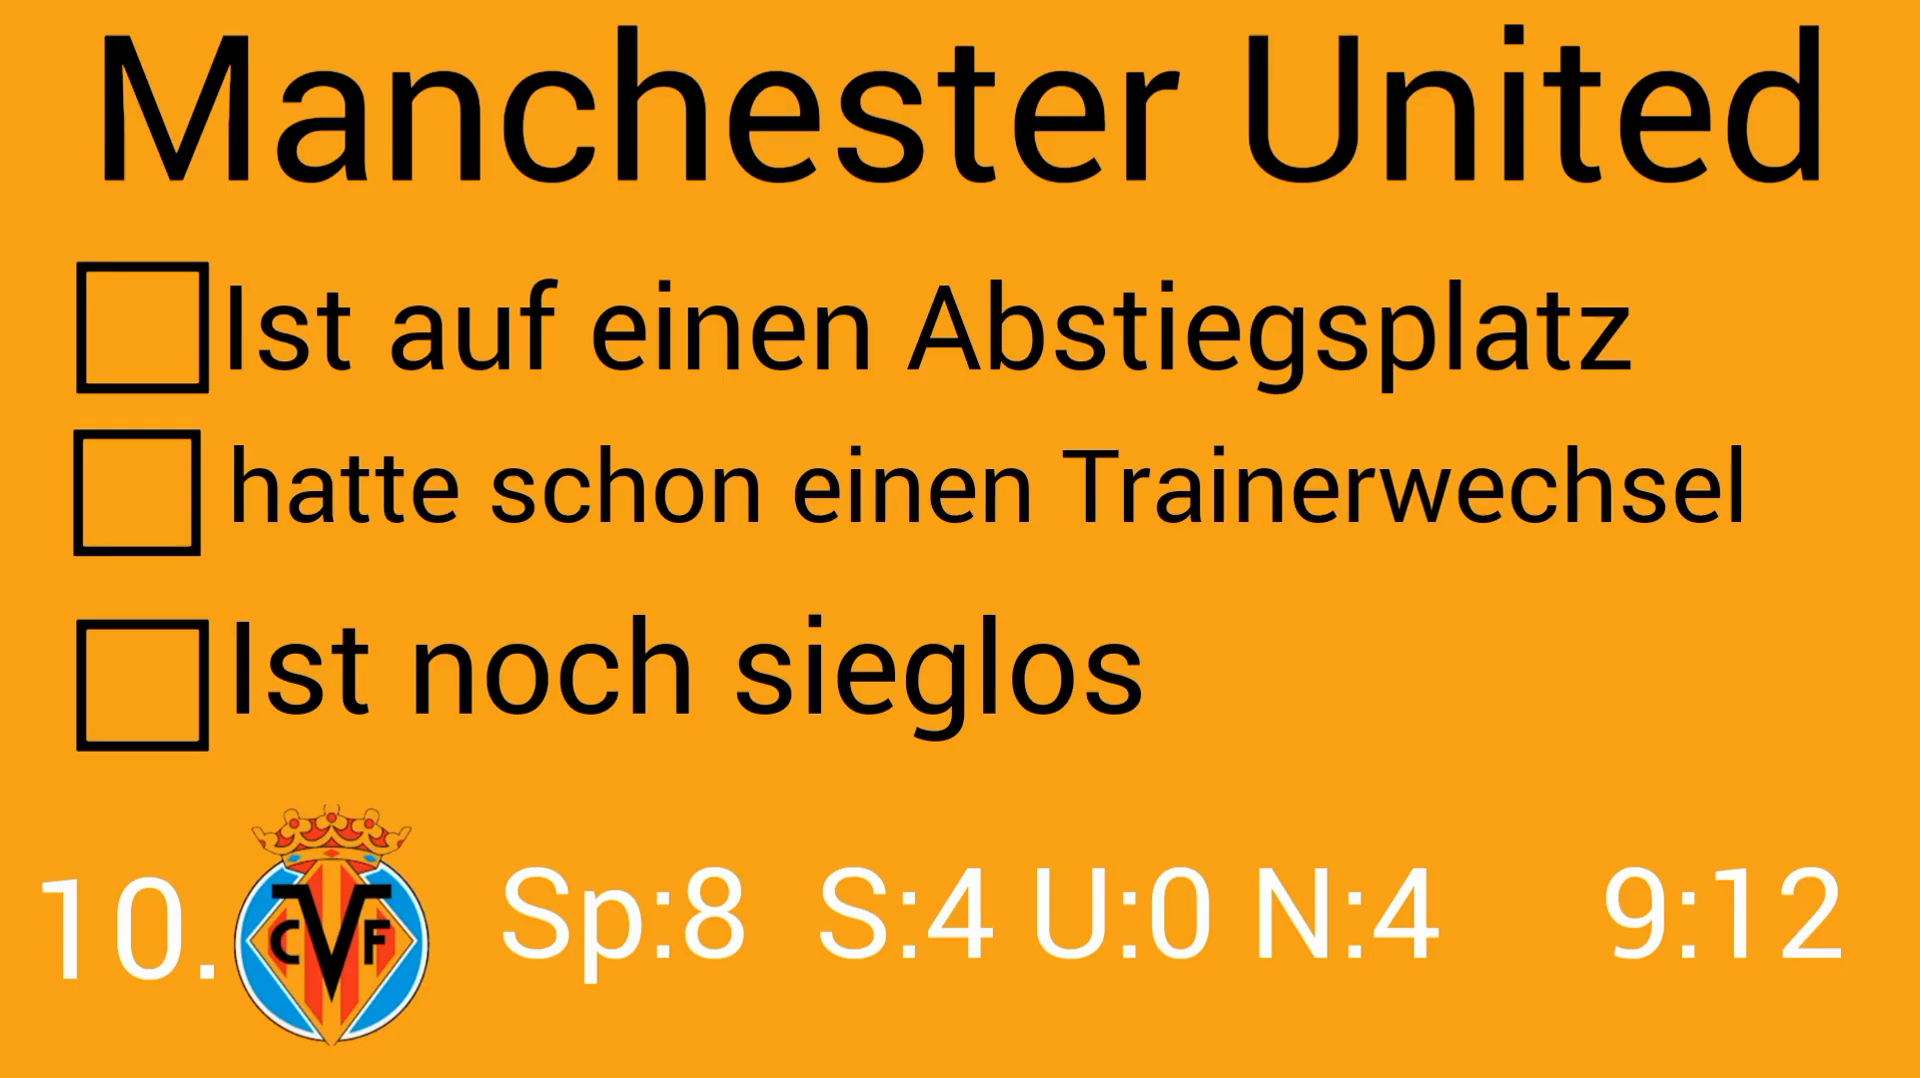 Manchester United
Ist auf einen Abstiegsplatz
hatte schon einen Trainerwechsel
Ist noch sieglos
10. CVF Sp:8 S:4 U:0 N:4 9:12